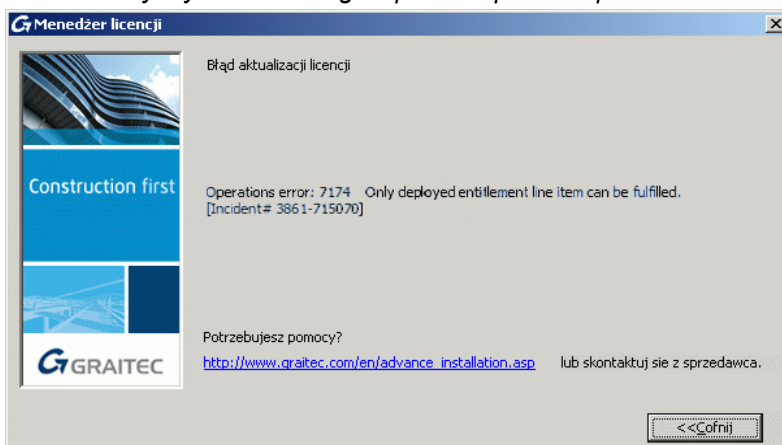 Menedżer licencji
Błąd aktualizacji licencji
Construction first
Operations error: 7174 Only deployed entitlement line item can be fulfilled.
[Incident# 3861-715070]
Potrzebujesz pomocy?
GRAITEC
http://www.graitec.com/en/advance_installation.asp lub skontaktuj sie z sprzedawca.
<<Cofnij